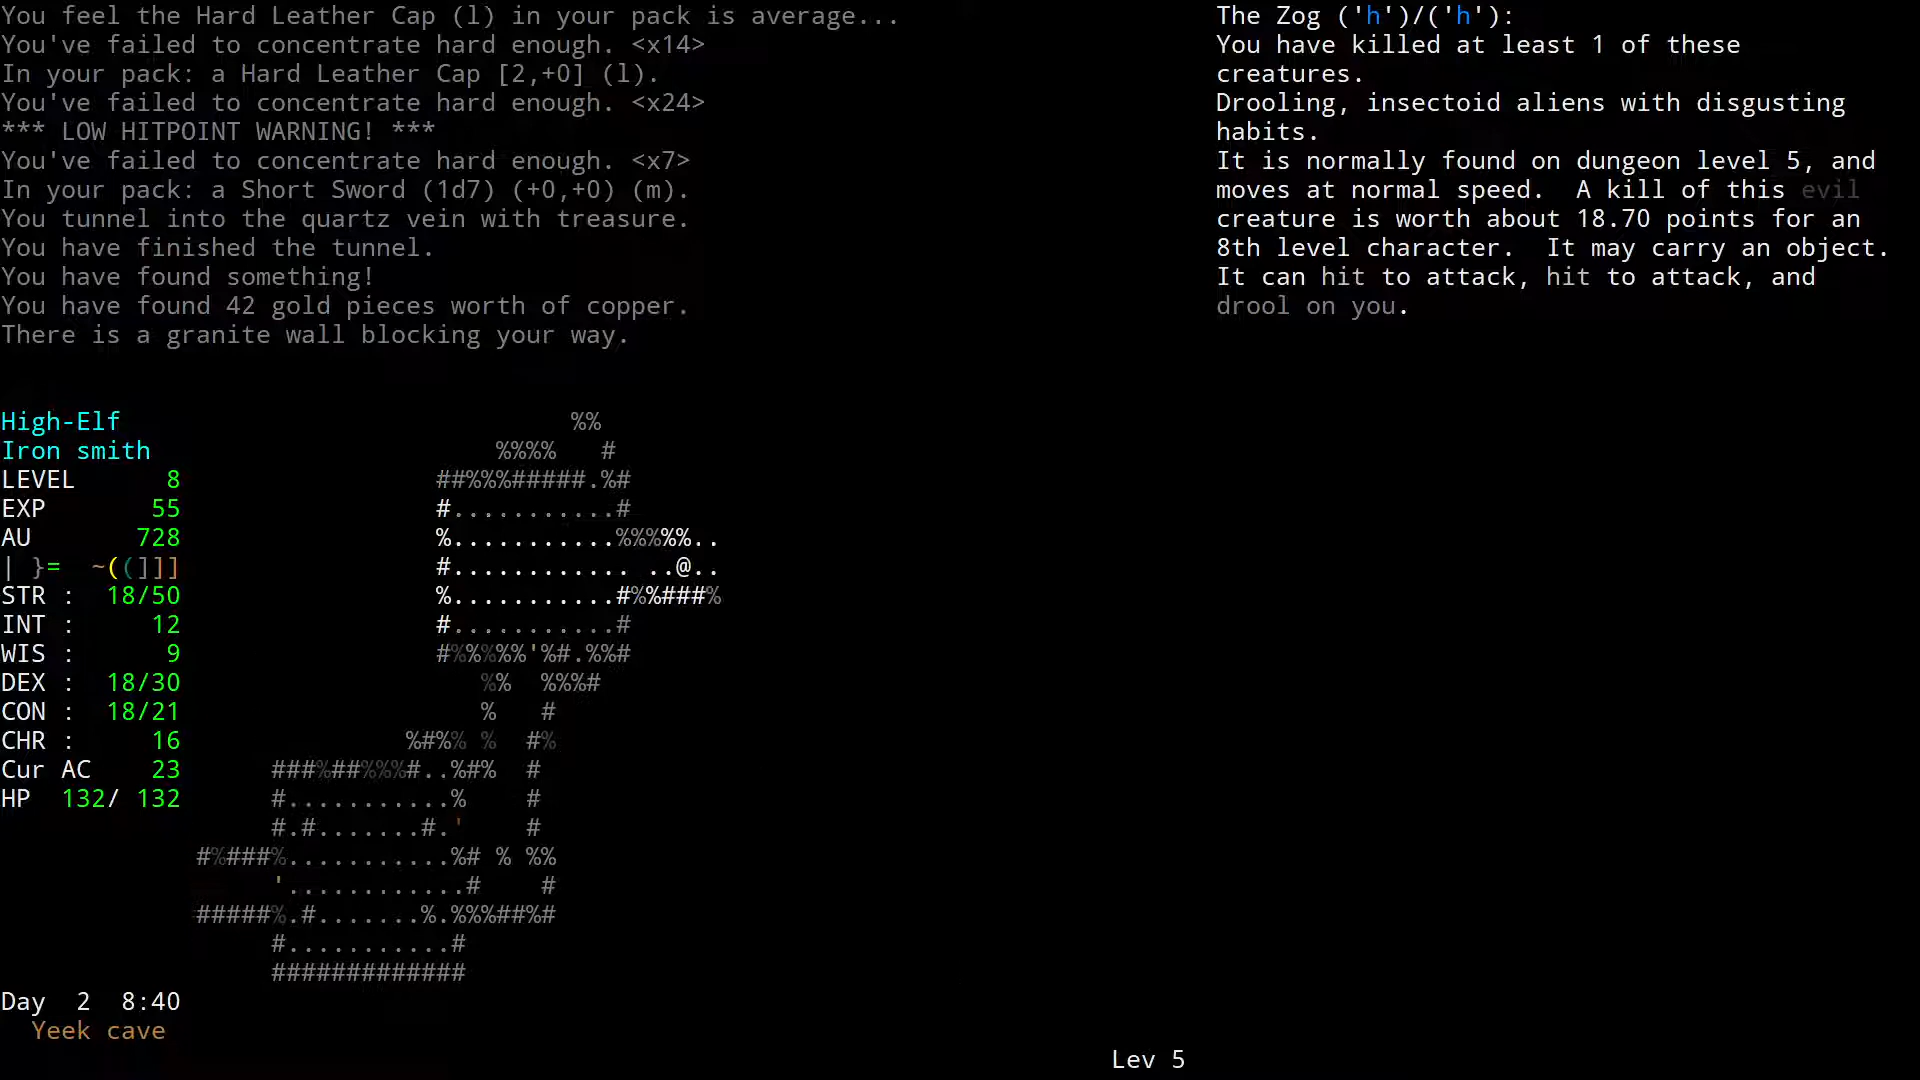 You feel the Hard Leather Cap (l) in your pack is average...
You've failed to concentrate hard enough. <x14>
In your pack: a Hard Leather Cap [2,+0] (l).
You've failed to concentrate hard enough. <x24>
*** LOW HITPOINT WARNING! ***
You've failed to concentrate hard enough. <x7>
In your pack: a Short Sword (1d7) (+0,+0) (m).
You tunnel into the quartz vein with treasure.
You have finished the tunnel.
You have found something!
You have found 42 gold pieces worth of copper.
There is a granite wall blocking your way.
The Zog ('h')/('h'):
You have killed at least 1 of these
creatures.
Drooling, insectoid aliens with disgusting
habits.
It is normally found on dungeon level 5, and
moves at normal speed.  A kill of this evil
creature is worth about 18.70 points for an
8th level character.  It may carry an object.
It can hit to attack, hit to attack, and
drool on you.
High-Elf
Iron smith
LEVEL 8
EXP 55
AU 728
| }=  ~((]]]
STR : 18/50
INT : 12
WIS : 9
DEX : 18/30
CON : 18/21
CHR : 16
Cur AC 23
HP 132/ 132
%%
%%%% #
##%%%#####.%#
#...........#
%...........%%%%%..
#............ ..@..
%...........#%%###%
#...........#
#%%%%%'%#.%%#
%% %%%#
% #
%#%% % #%
###%##%%%#..%#% #
#...........% #
#.#.......#.' #
#%###%...........%# % %%
'............# #
#####%.#.......%.%%%##%#
#...........#
#############
Day 2 8:40
Yeek cave
Lev 5